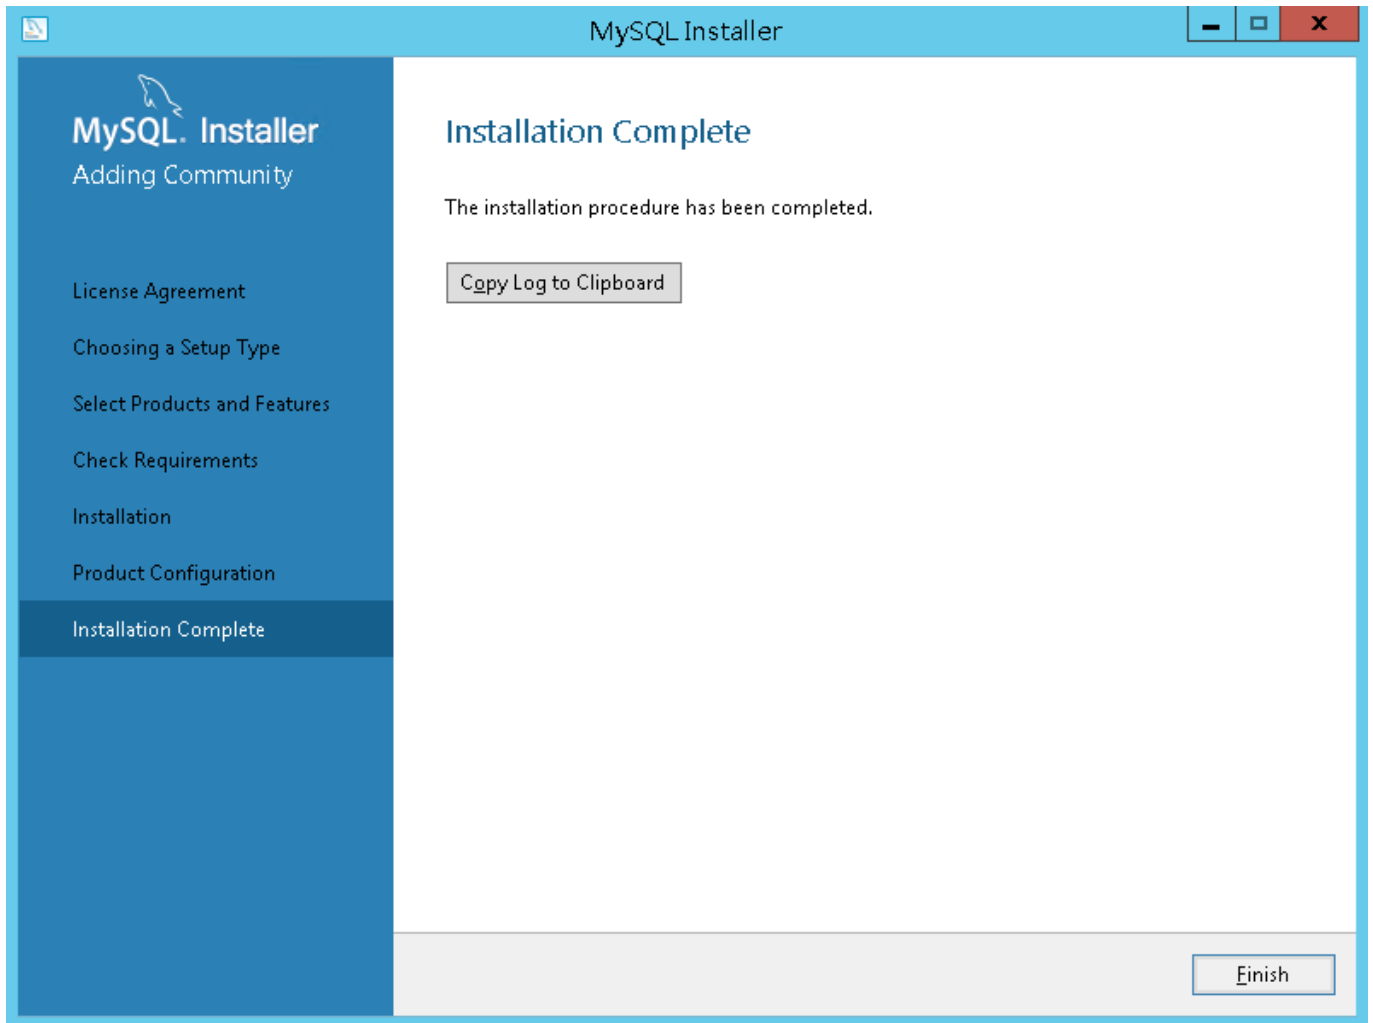 MySQL Installer
MySQL. Installer
Adding Community
License Agreement
Choosing a Setup Type
Select Products and Features
Check Requirements
Installation
Product Configuration
Installation Complete
Installation Complete
The installation procedure has been completed.
Copy Log to Clipboard
Finish